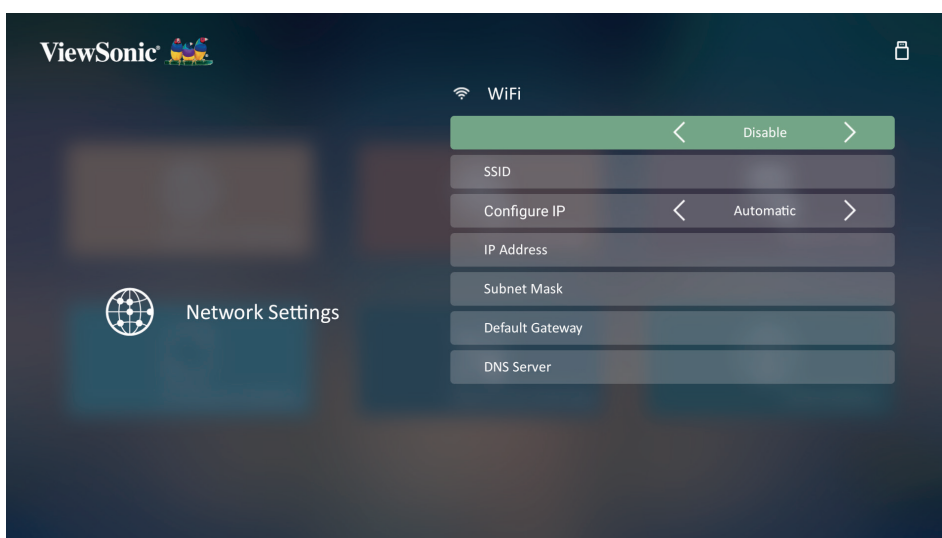 ViewSonic®
WiFi
Disable
SSID
Configure IP Automatic
IP Address
Subnet Mask
Network Settings
Default Gateway
DNS Server